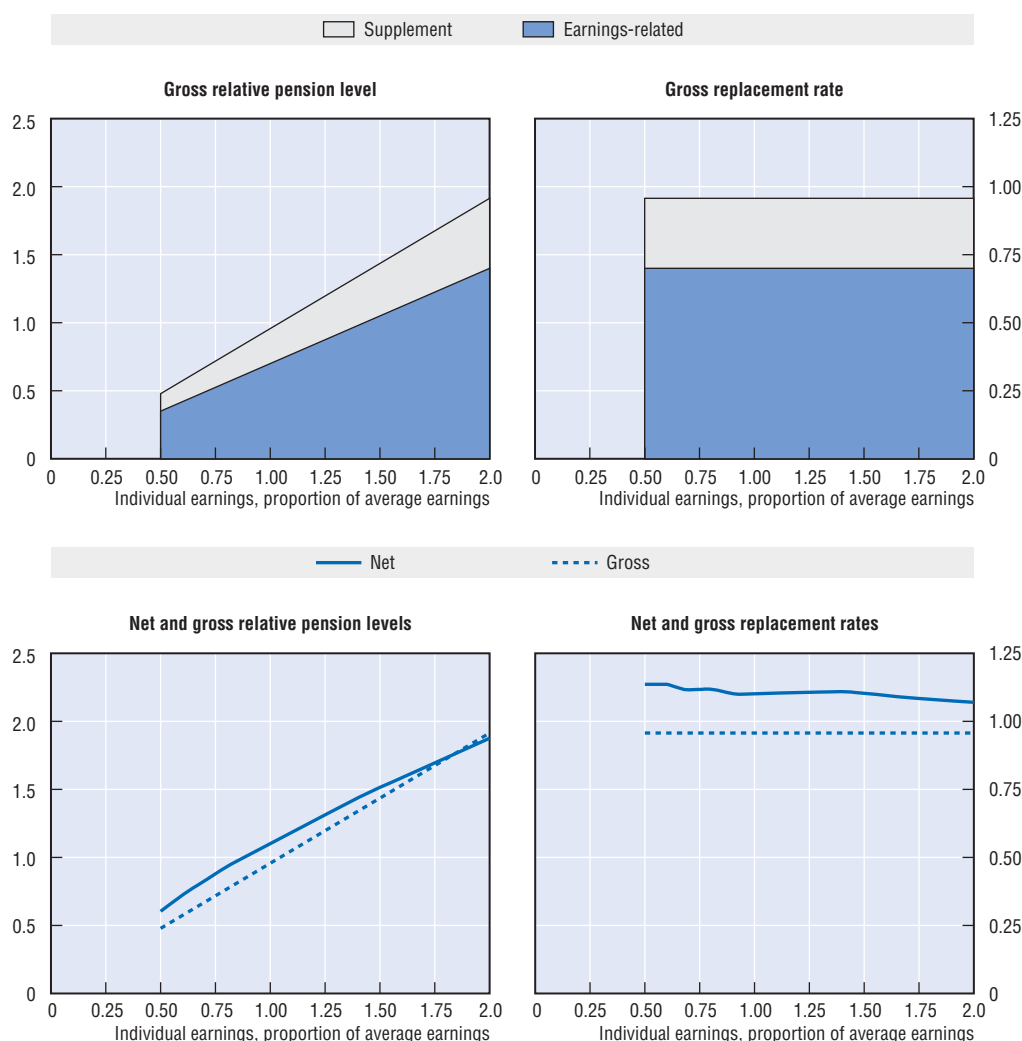 Supplement Earnings-related
Gross relative pension level
2.5
2.0
1.5
1.0
0.5
0
0 0.25 0.50 0.75 1.00 1.25 1.50 1.75 2.0
Individual earnings, proportion of average earnings
Gross replacement rate
1.25
1.00
0.75
0.50
0.25
0
0 0.25 0.50 0.75 1.00 1.25 1.50 1.75 2.0
Individual earnings, proportion of average earnings
Net Gross
Net and gross relative pension levels
2.5
2.0
1.5
1.0
0.5
0
0 0.25 0.50 0.75 1.00 1.25 1.50 1.75 2.0
Individual earnings, proportion of average earnings
Net and gross replacement rates
1.25
1.00
0.75
0.50
0.25
0
0 0.25 0.50 0.75 1.00 1.25 1.50 1.75 2.0
Individual earnings, proportion of average earnings